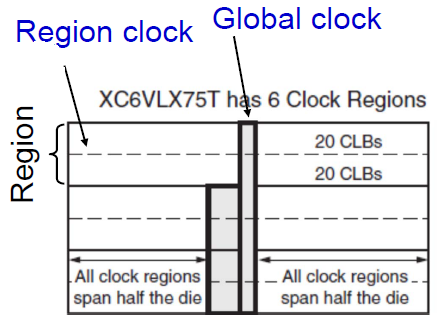 Region clock
Global clock
XC6VLX75T has 6 Clock Regions
Region
20 CLBs
20 CLBs
All clock regions
span half the die
All clock regions
span half the die